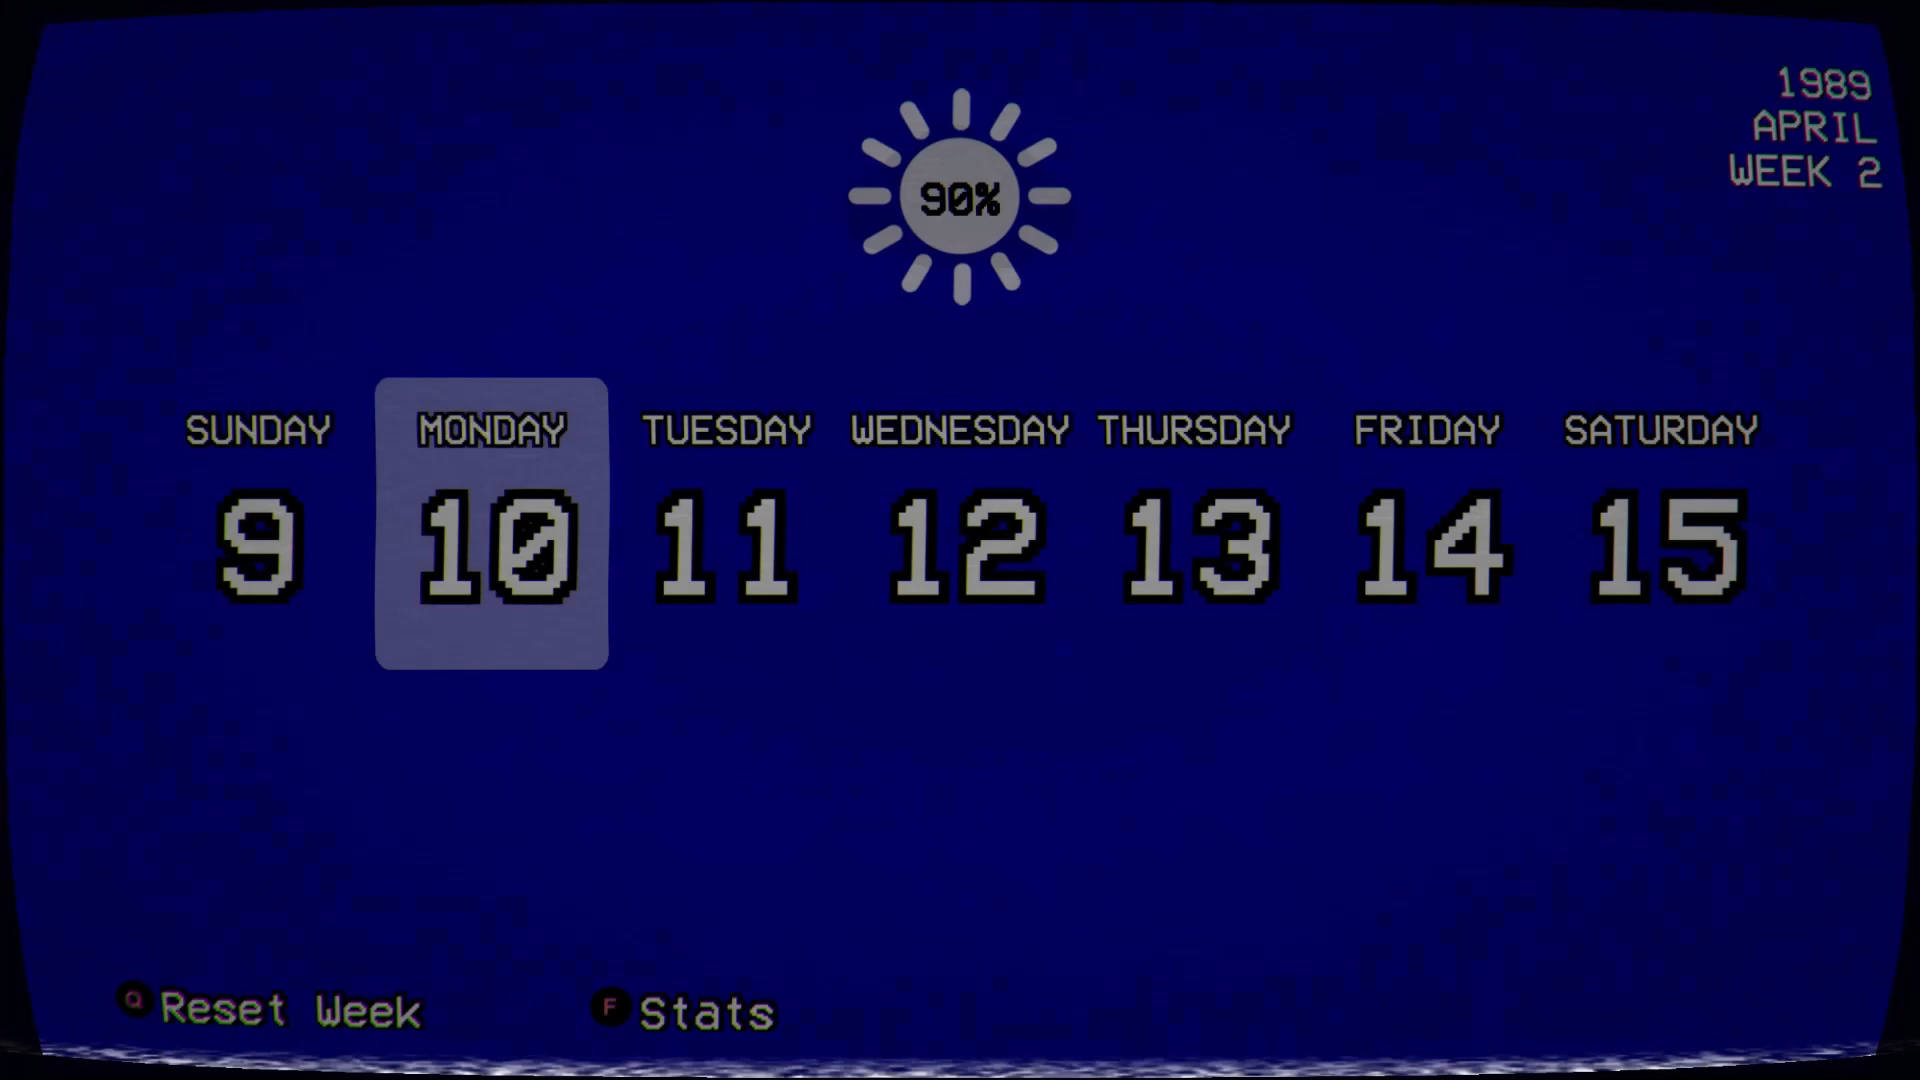 1989
APRIL
WEEK 2
90%
SUNDAY MONDAY TUESDAY WEDNESDAY THURSDAY FRIDAY SATURDAY
9 10 11 12 13 14 15
Q Reset Week F Stats